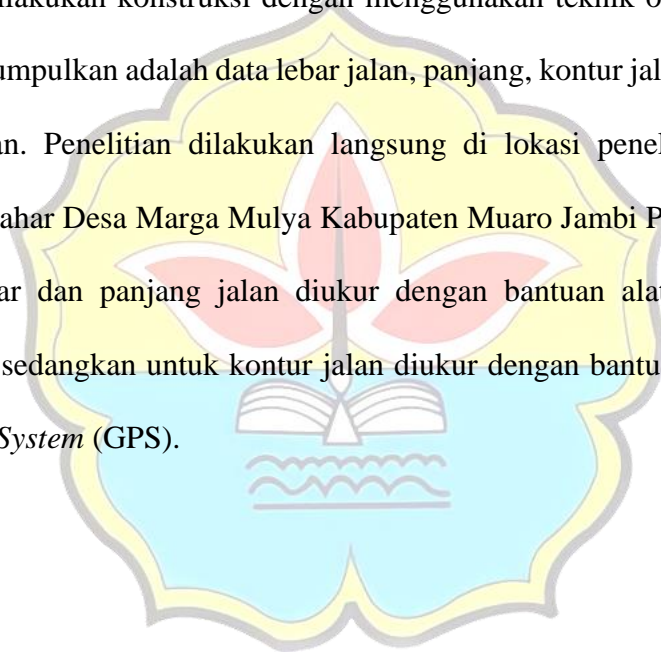 lakukan konstruksi dengan menggunakan teknik o
umpulkan adalah data lebar jalan, panjang, kontur jal
an. Penelitian dilakukan langsung di lokasi penel
ahar Desa Marga Mulya Kabupaten Muaro Jambi P
ar dan panjang jalan diukur dengan bantuan alat
sedangkan untuk kontur jalan diukur dengan bantu
System (GPS).